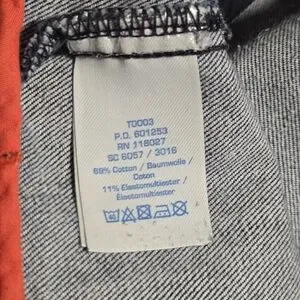 T0003
P.O. 601253
RN 118027
SC 6057 / 3016
89% Cotton / Baumwolle /
Coton
11% Elastomultiester /
Elastomultiester